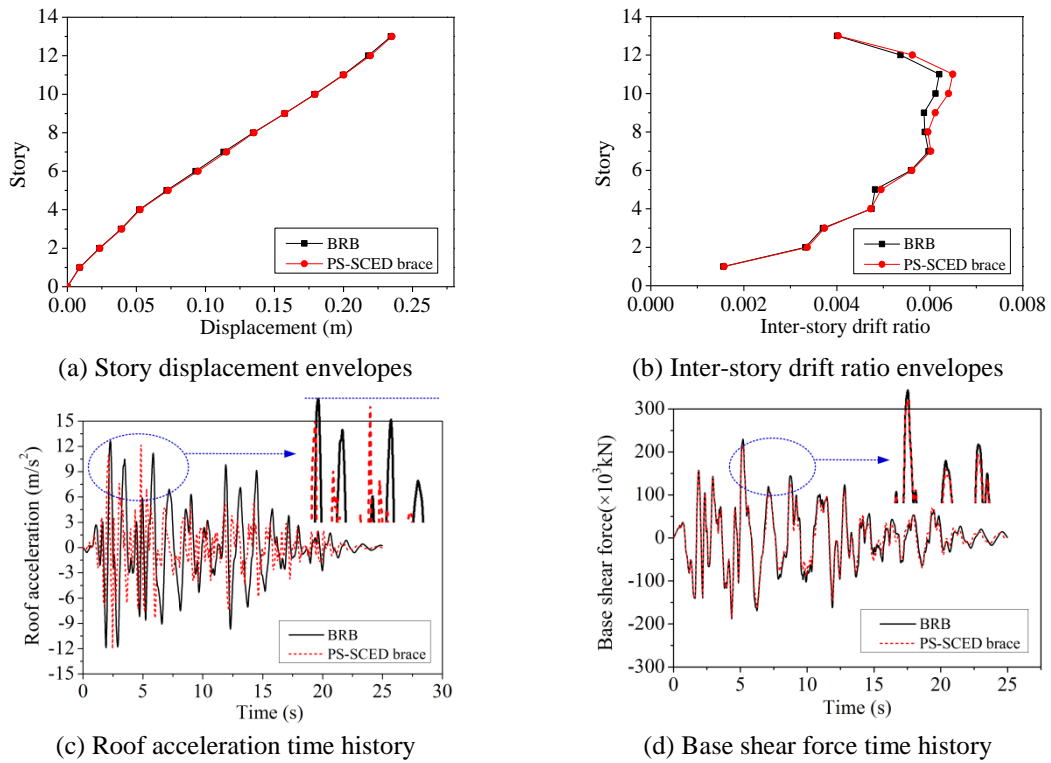 14
12
10
8
6
4
2
0
Story
BRB
PS-SCED brace
0.00 0.05 0.10 0.15 0.20 0.25
Displacement (m)
(a) Story displacement envelopes
14
12
10
8
6
4
2
0
Story
BRB
PS-SCED brace
0.000 0.002 0.004 0.006 0.008
Inter-story drift ratio
(b) Inter-story drift ratio envelopes
15
12
9
6
3
0
-3
-6
-9
-12
-15
Roof acceleration (m/s²)
BRB
PS-SCED brace
0 5 10 15 20 25 30
Time (s)
(c) Roof acceleration time history
300
200
100
0
-100
-200
-300
Base shear force(×10³kN)
BRB
PS-SCED brace
0 5 10 15 20 25
Time (s)
(d) Base shear force time history